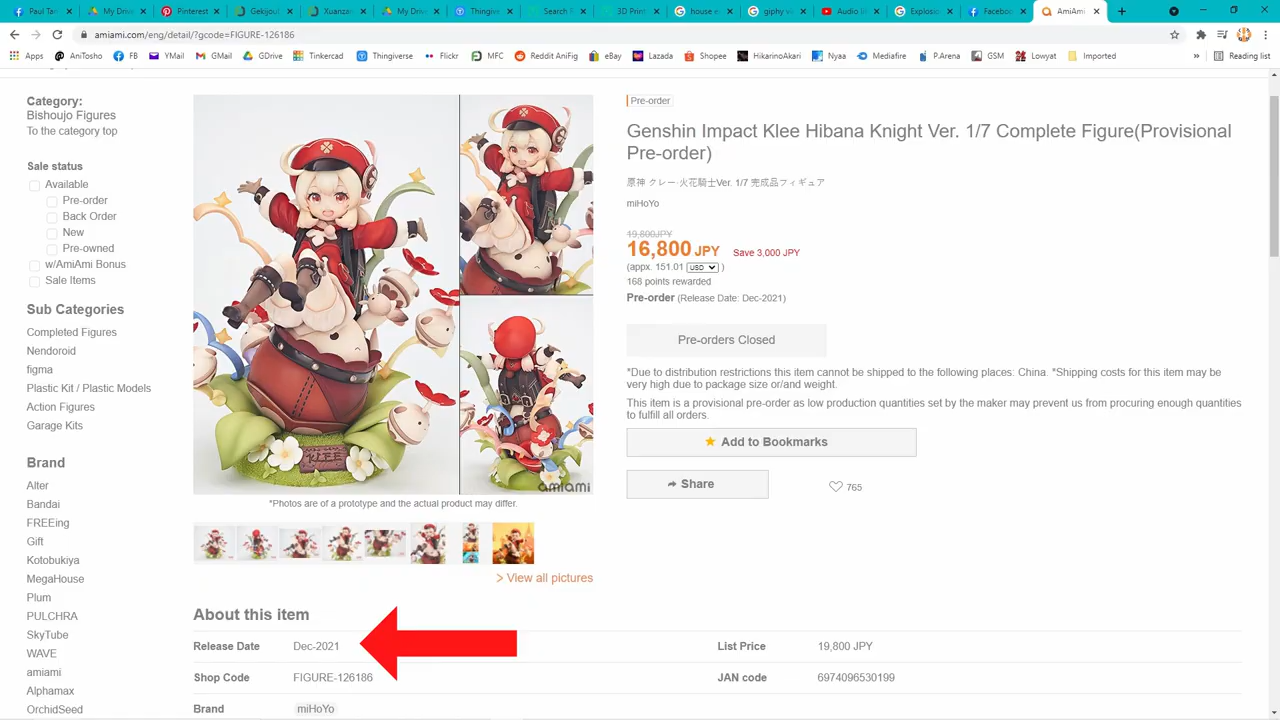 Paul Tac
My Drive
Pinterest
Gekijoul
Xuanzan
My Drive
Thingies
Search R
3D Print
house e
giphy w
Audio li
Explosio
Facebook
AmiAmi
amiami.com/eng/detail/?gcode=FIGURE-126186
Apps AniTosho FB YMail GMail GDrive Tinkercad Thingiverse Flickr MFC Reddit AniFig eBay Lazada Shopee HikarinoAkari Nyaa Mediafire P.Arena GSM Lowyat Imported » Reading list
Category:
Bishoujo Figures
To the category top
Sale status
Available
Pre-order
Back Order
New
Pre-owned
w/AmiAmi Bonus
Sale Items
Sub Categories
Completed Figures
Nendoroid
figma
Plastic Kit / Plastic Models
Action Figures
Garage Kits
Brand
Alter
Bandai
FREEing
Gift
Kotobukiya
MegaHouse
Plum
PULCHRA
SkyTube
WAVE
amiami
Alphamax
OrchidSeed
KLEE
amiami
*Photos are of a prototype and the actual product may differ.
> View all pictures
Pre-order
Genshin Impact Klee Hibana Knight Ver. 1/7 Complete Figure(Provisional
Pre-order)
原神 クレー·火花騎士Ver. 1/7 完成品フィギュア
miHoYo
19,800JPY
16,800 JPY Save 3,000 JPY
(appx. 151.01 USD )
168 points rewarded
Pre-order (Release Date: Dec-2021)
Pre-orders Closed
*Due to distribution restrictions this item cannot be shipped to the following places: China. *Shipping costs for this item may be
very high due to package size or/and weight.
This item is a provisional pre-order as low production quantities set by the maker may prevent us from procuring enough quantities
to fulfill all orders.
Add to Bookmarks
Share
765
About this item
Release Date Dec-2021 List Price 19,800 JPY
Shop Code FIGURE-126186 JAN code 6974096530199
Brand miHoYo